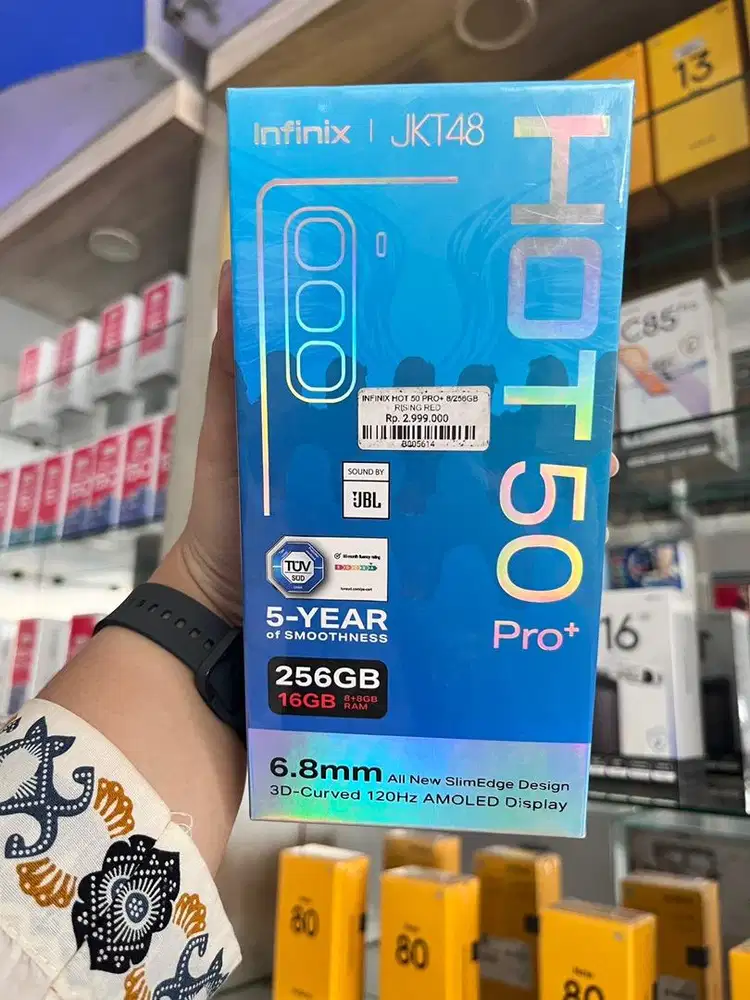 Infinix | JKT48
HOT 50
Pro+
INFINIX HOT 50 PRO+ 8/256GB
RISING RED
Rp. 2.999.000
B005614
SOUND BY
JBL
TÜV
SÜD
5-YEAR
of SMOOTHNESS
256GB
16GB 8+8GB
RAM
6.8mm All New SlimEdge Design
3D-Curved 120Hz AMOLED Display
13
C85
16
80
80
80